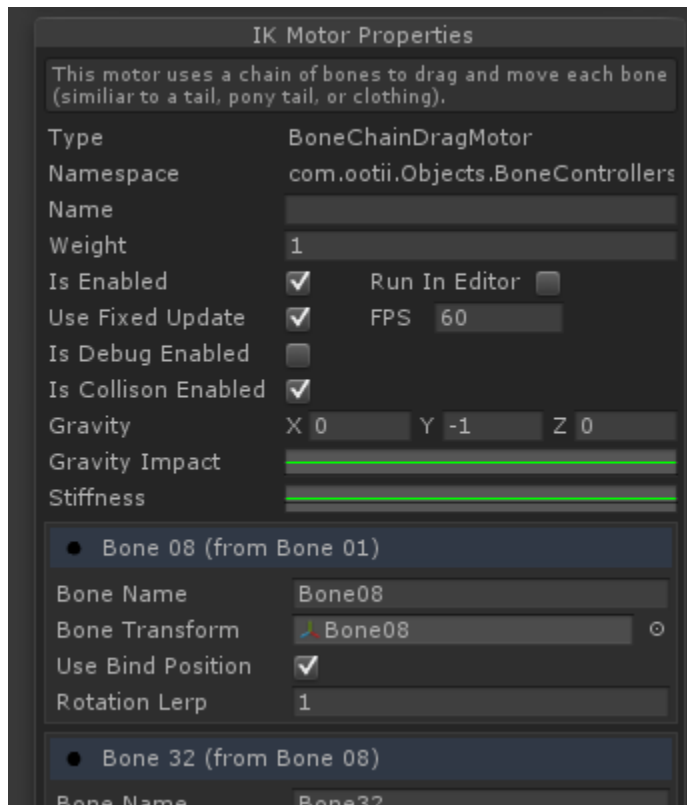 IK Motor Properties
This motor uses a chain of bones to drag and move each bone
(similiar to a tail, pony tail, or clothing).
Type BoneChainDragMotor
Namespace com.ootii.Objects.BoneControllers
Name
Weight 1
Is Enabled Run In Editor
Use Fixed Update FPS 60
Is Debug Enabled
Is Collison Enabled
Gravity X 0 Y -1 Z 0
Gravity Impact
Stiffness
Bone 08 (from Bone 01)
Bone Name Bone08
Bone Transform Bone08
Use Bind Position
Rotation Lerp 1
Bone 32 (from Bone 08)
Bone Name Bone32